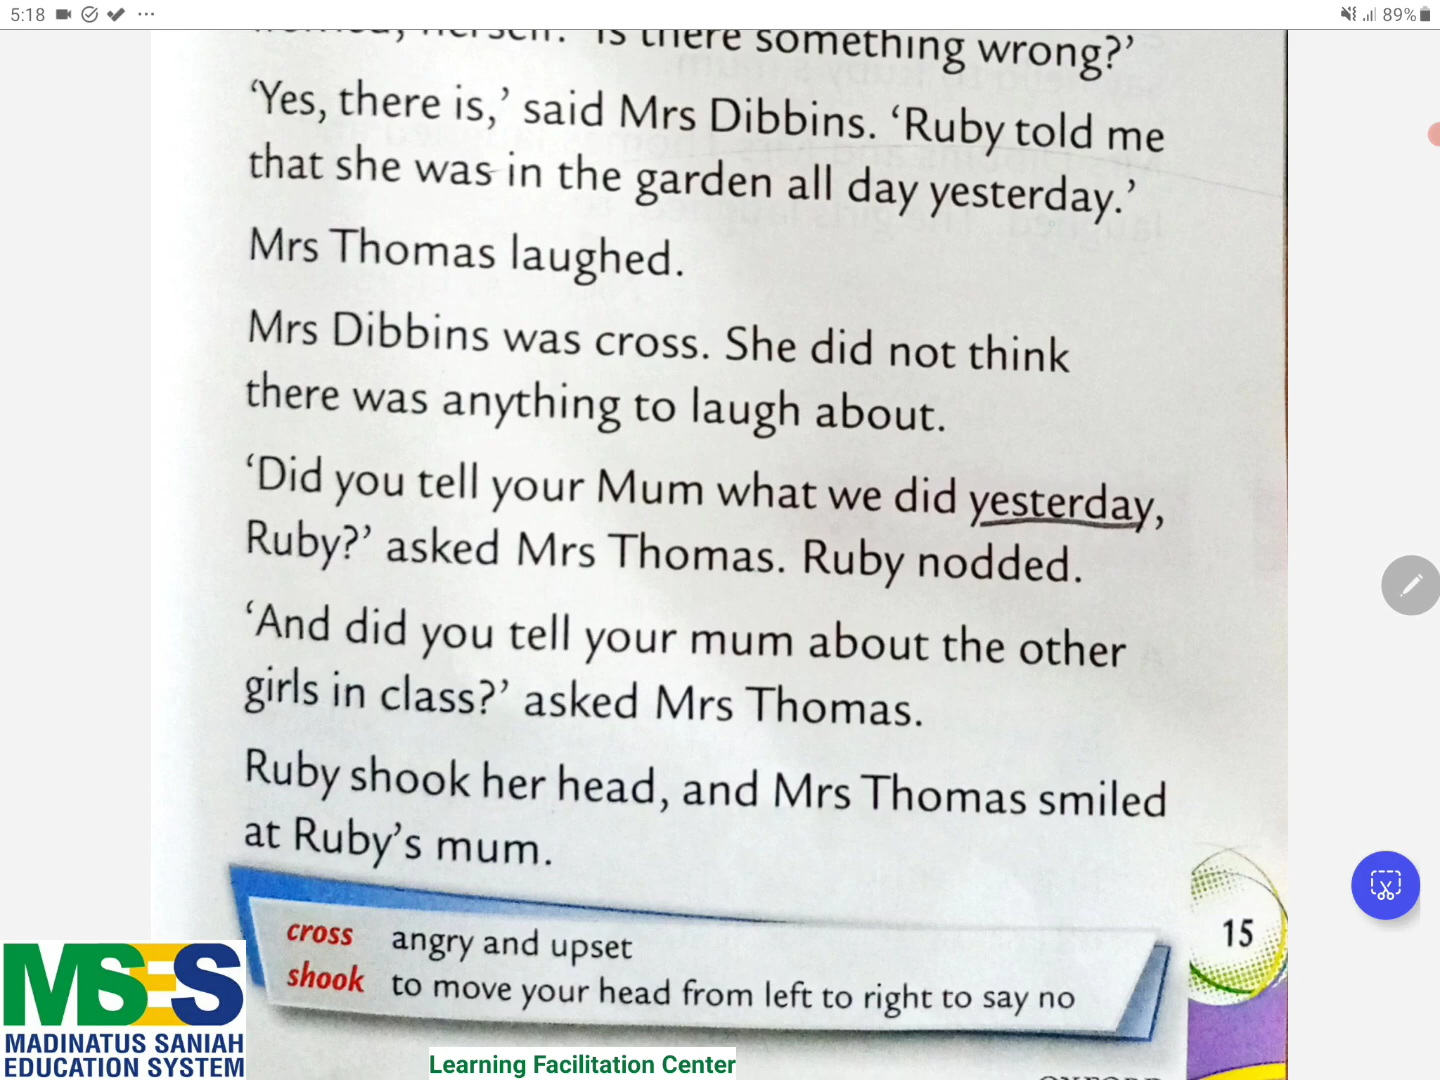 5:18
89%
is there something wrong?’
‘Yes, there is,’ said Mrs Dibbins. ‘Ruby told me
that she was in the garden all day yesterday.’
Mrs Thomas laughed.
Mrs Dibbins was cross. She did not think
there was anything to laugh about.
‘Did you tell your Mum what we did yesterday,
Ruby?’ asked Mrs Thomas. Ruby nodded.
‘And did you tell your mum about the other
girls in class?’ asked Mrs Thomas.
Ruby shook her head, and Mrs Thomas smiled
at Ruby’s mum.
cross angry and upset
shook to move your head from left to right to say no
15
MSES
MADINATUS SANIAH
EDUCATION SYSTEM
Learning Facilitation Center